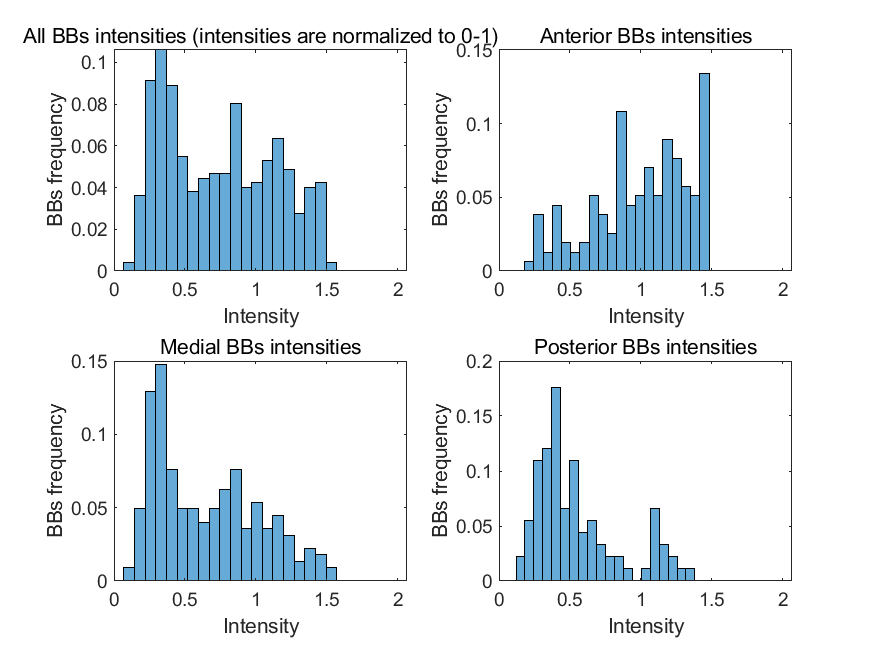 All BBs intensities (intensities are normalized to 0-1)
BBs frequency
0.1
0.08
0.06
0.04
0.02
0
0 0.5 1 1.5 2
Intensity
Anterior BBs intensities
BBs frequency
0.15
0.1
0.05
0
0 0.5 1 1.5 2
Intensity
Medial BBs intensities
BBs frequency
0.15
0.1
0.05
0
0 0.5 1 1.5 2
Intensity
Posterior BBs intensities
BBs frequency
0.2
0.15
0.1
0.05
0
0 0.5 1 1.5 2
Intensity